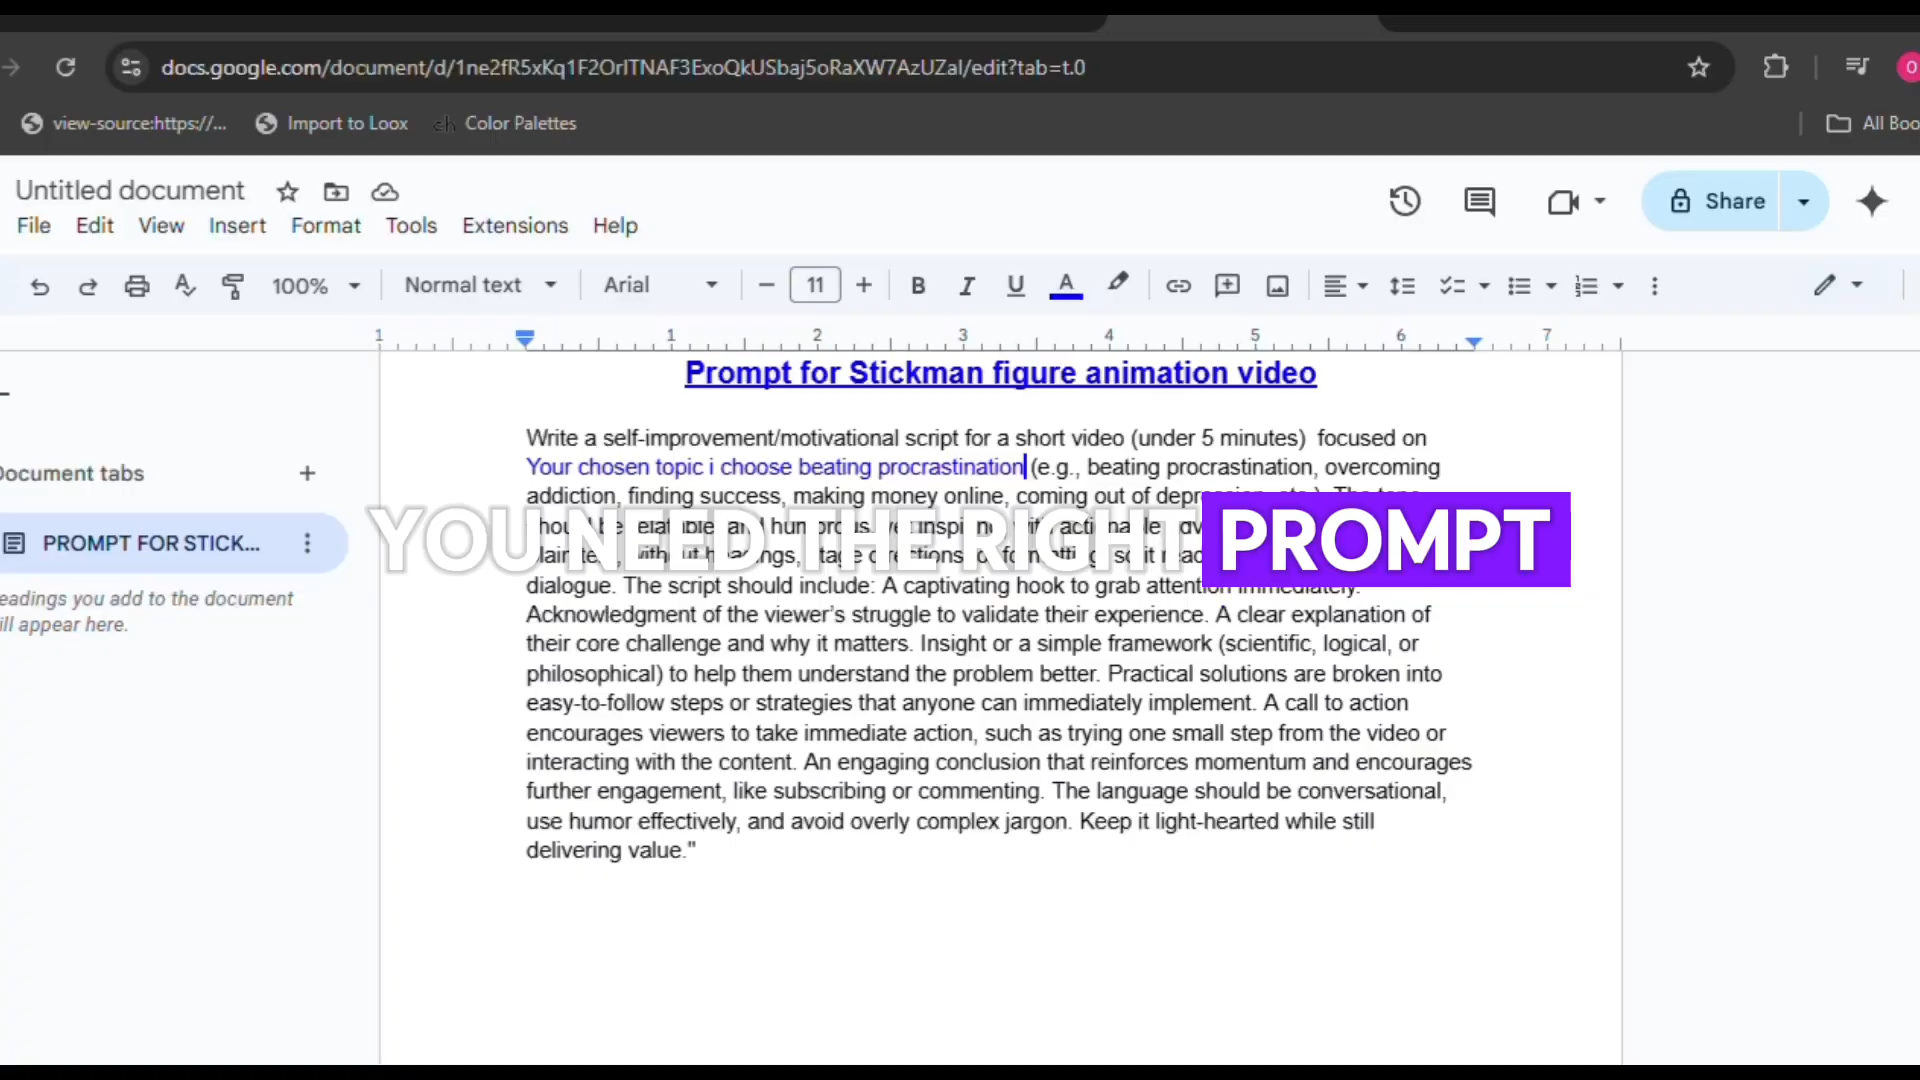 docs.google.com/document/d/1ne2fR5xKq1F2OrITNAF3ExoQkUSbaj5oRaXW7AzUZaI/edit?tab=t.0
view-source:https://... Import to Loox ch Color Palettes All Boo
Untitled document
Share
File Edit View Insert Format Tools Extensions Help
100% Normal text Arial 11 B I U A
1 1 2 3 4 5 6 7
Prompt for Stickman figure animation video
Write a self-improvement/motivational script for a short video (under 5 minutes) focused on
Document tabs
Your chosen topic i choose beating procrastination (e.g., beating procrastination, overcoming
addiction, finding success, making money online, coming out of
PROMPT FOR STICK...
YOU NEED THE RIGHT PROMPT
should be relatable and humorous
eadings you add to the document
ill appear here.
dialogue. The script should include: A captivating hook to grab attention immediately.
Acknowledgment of the viewer’s struggle to validate their experience. A clear explanation of
their core challenge and why it matters. Insight or a simple framework (scientific, logical, or
philosophical) to help them understand the problem better. Practical solutions are broken into
easy-to-follow steps or strategies that anyone can immediately implement. A call to action
encourages viewers to take immediate action, such as trying one small step from the video or
interacting with the content. An engaging conclusion that reinforces momentum and encourages
further engagement, like subscribing or commenting. The language should be conversational,
use humor effectively, and avoid overly complex jargon. Keep it light-hearted while still
delivering value."